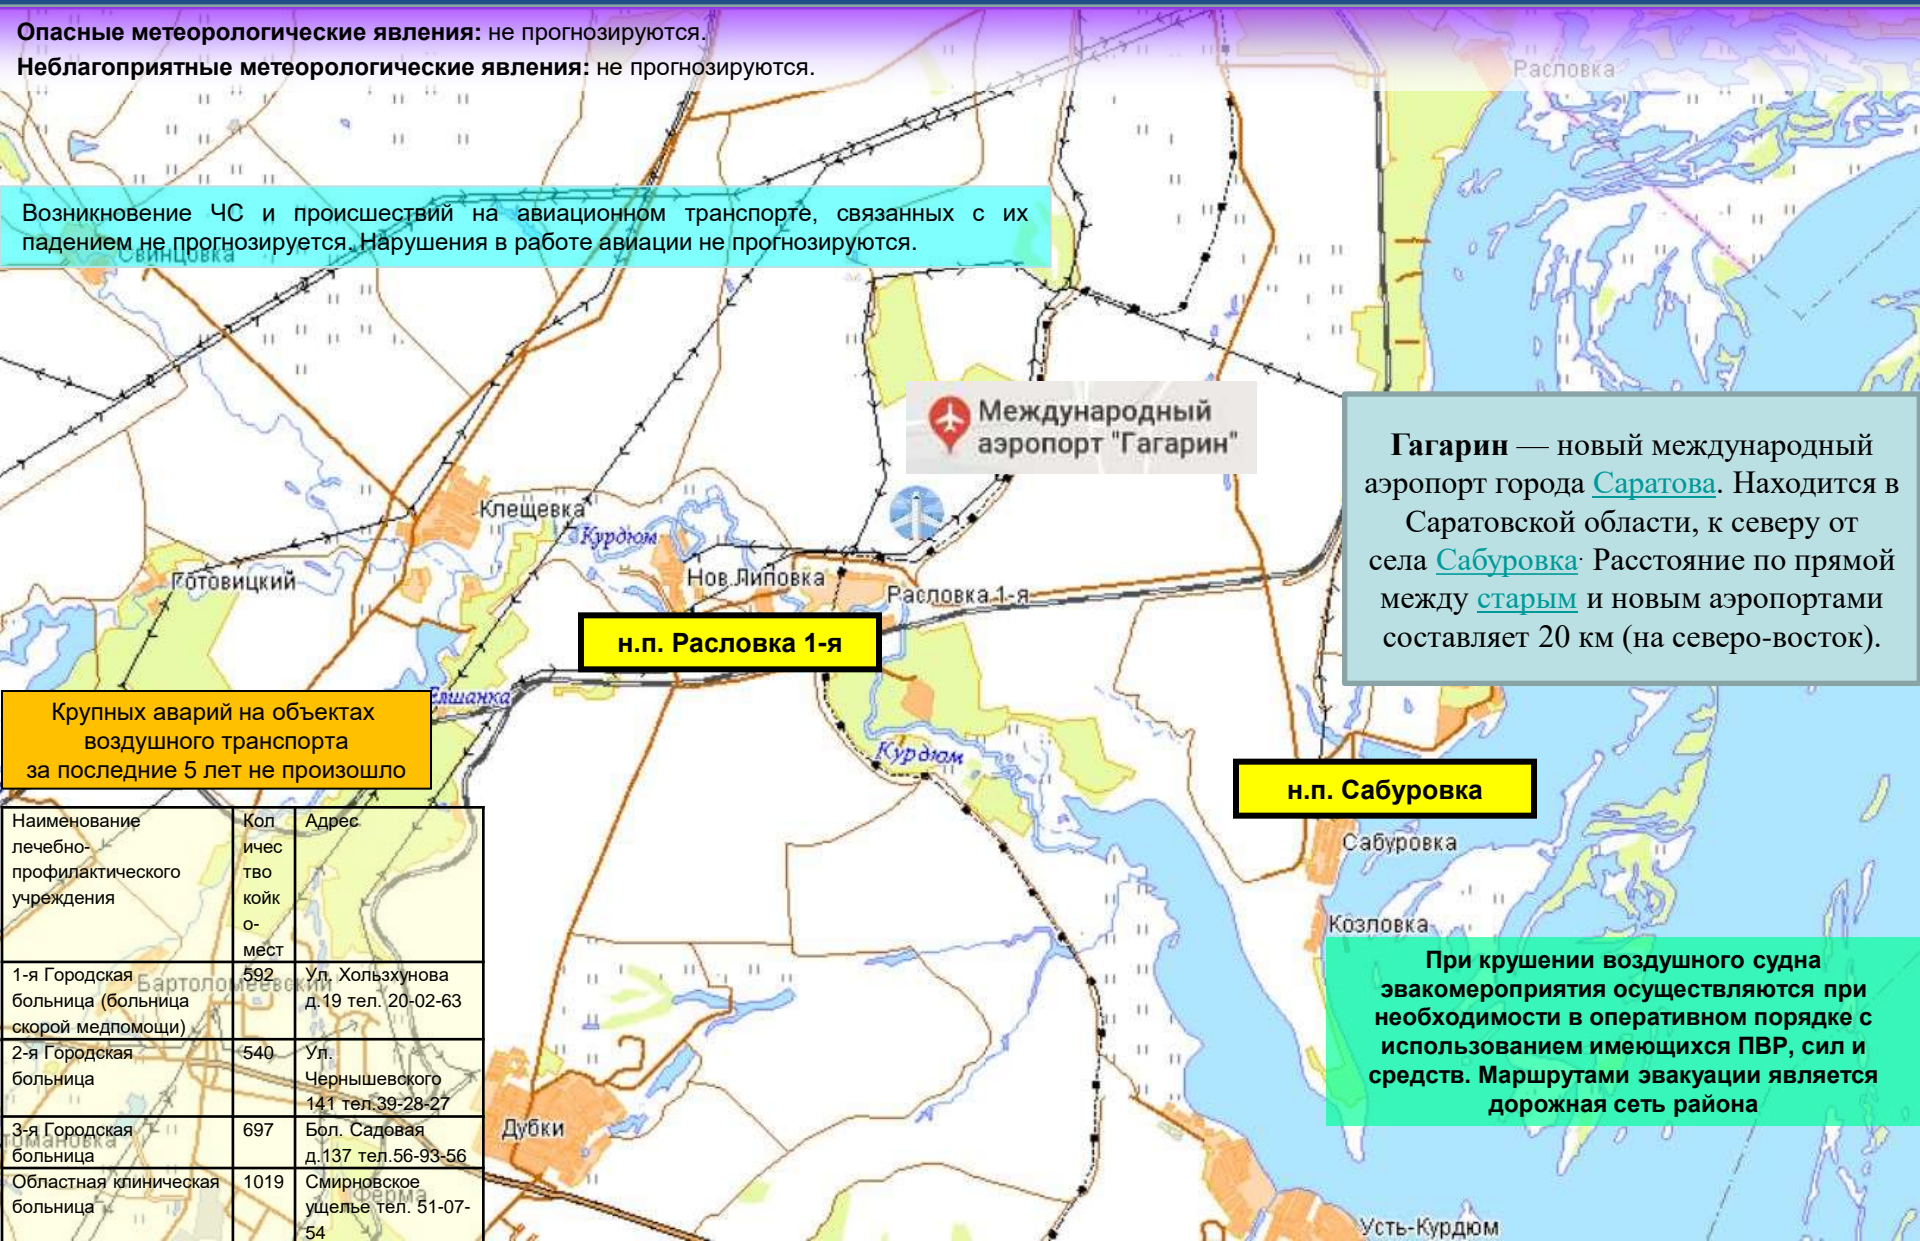 Опасные метеорологические явления: не прогнозируются.
Неблагоприятные метеорологические явления: не прогнозируются.
Расловка
Возникновение ЧС и происшествий на авиационном транспорте, связанных с их
падением не прогнозируется. Нарушения в работе авиации не прогнозируются.
Свинцовка
Международный
аэропорт "Гагарин"
Гагарин — новый международный
аэропорт города Саратова. Находится в
Саратовской области, к северу от
села Сабуровка. Расстояние по прямой
между старым и новым аэропортами
составляет 20 км (на северо-восток).
Клещевка
Курдюм
Готовицкий
Нов.Липовка
Расловка 1-я
н.п. Расловка 1-я
Елшанка
Крупных аварий на объектах
воздушного транспорта
за последние 5 лет не произошло
Курдюм
н.п. Сабуровка
Сабуровка
Козловка
Наименование
лечебно-
профилактического
учреждения
Кол
ичес
тво
койк
о-
мест
Адрес
1-я Городская
больница (больница
скорой медпомощи)
592
Ул. Хользхунова
д.19 тел. 20-02-63
Бартоломеевский
2-я Городская
больница
540
Ул.
Чернышевского
141 тел.39-28-27
3-я Городская
больница
697
Бол. Садовая
д.137 тел.56-93-56
Областная клиническая
больница
1019
Смирновское
ущелье тел. 51-07-
54
Ферма
Дубки
При крушении воздушного судна
эвакомероприятия осуществляются при
необходимости в оперативном порядке с
использованием имеющихся ПВР, сил и
средств. Маршрутами эвакуации является
дорожная сеть района
Усть-Курдюм